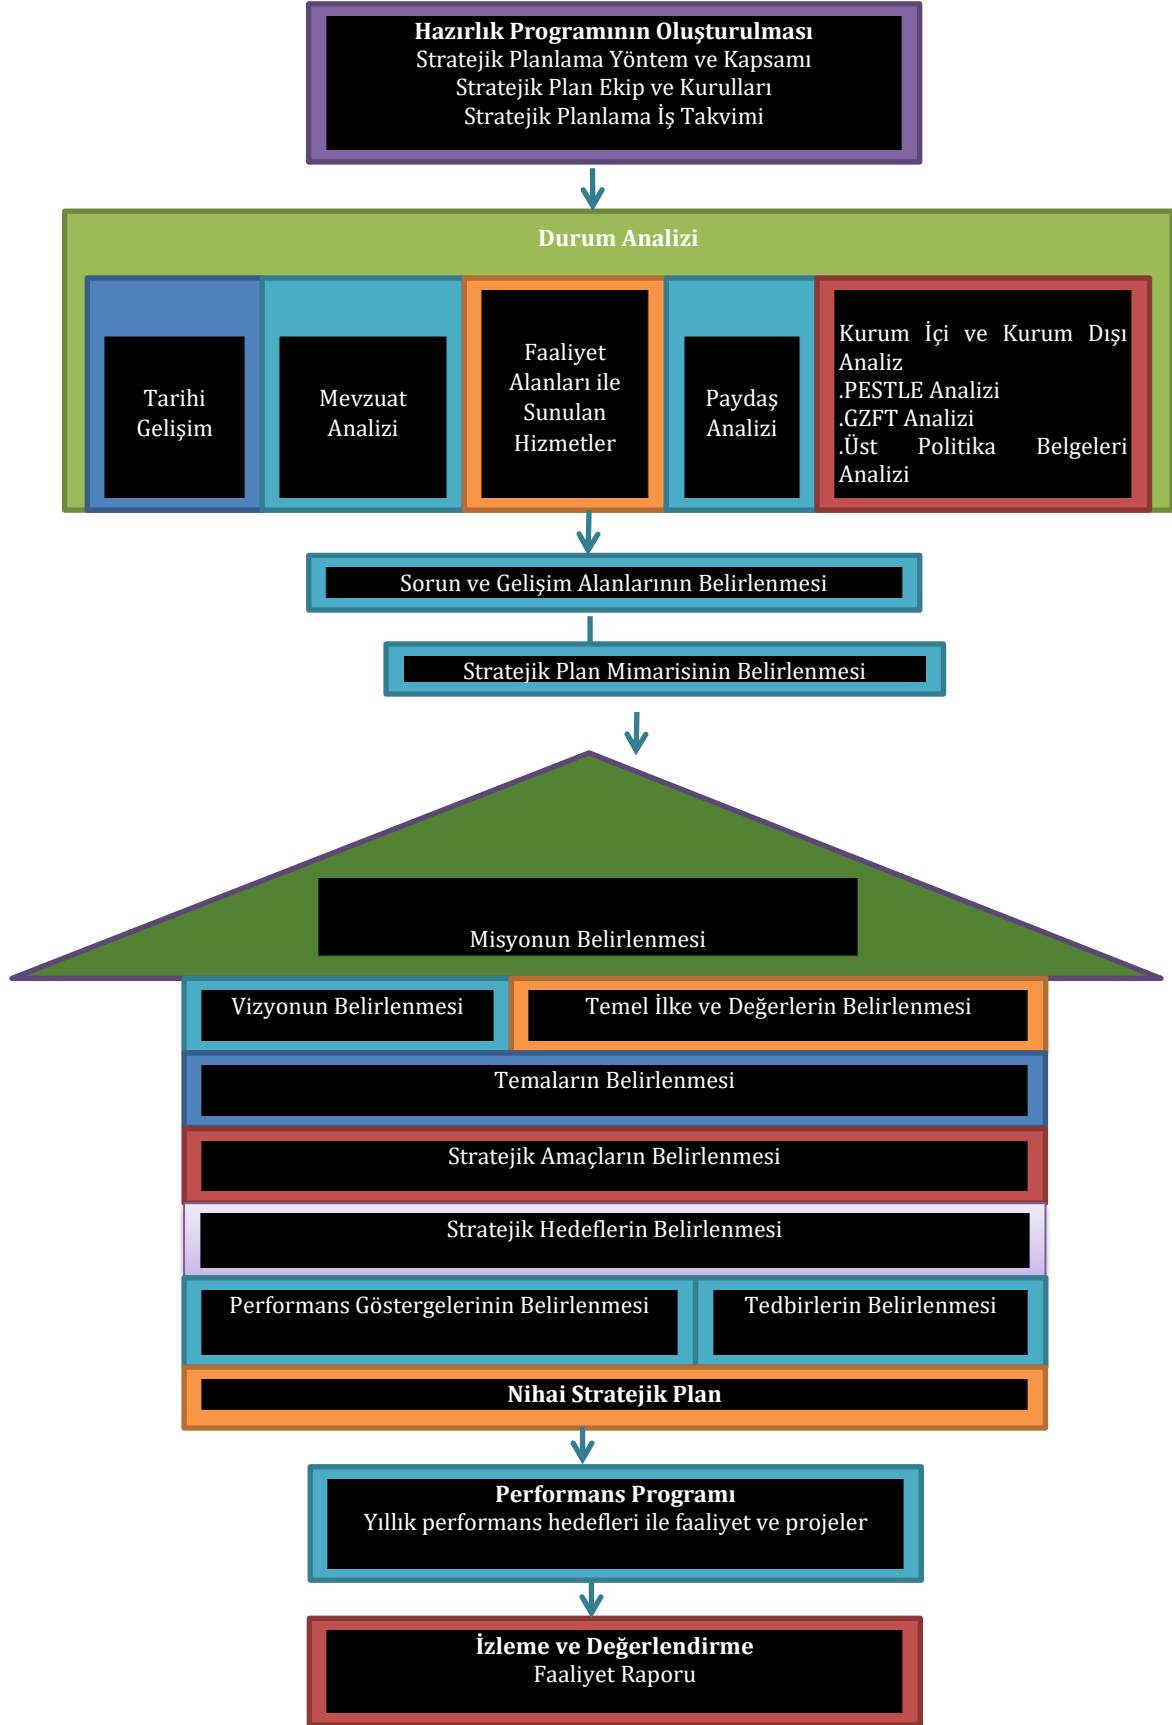 Hazırlık Programının Oluşturulması
Stratejik Planlama Yöntem ve Kapsamı
Stratejik Plan Ekip ve Kurulları
Stratejik Planlama İş Takvimi
Durum Analizi
Tarihi
Gelişim
Mevzuat
Analizi
Faaliyet
Alanları ile
Sunulan
Hizmetler
Paydaş
Analizi
Kurum İçi ve Kurum Dışı
Analiz
.PESTLE Analizi
.GZFT Analizi
.Üst Politika Belgeleri
Analizi
Sorun ve Gelişim Alanlarının Belirlenmesi
Stratejik Plan Mimarisinin Belirlenmesi
Misyonun Belirlenmesi
Vizyonun Belirlenmesi
Temel İlke ve Değerlerin Belirlenmesi
Temaların Belirlenmesi
Stratejik Amaçların Belirlenmesi
Stratejik Hedeflerin Belirlenmesi
Performans Göstergelerinin Belirlenmesi
Tedbirlerin Belirlenmesi
Nihai Stratejik Plan
Performans Programı
Yıllık performans hedefleri ile faaliyet ve projeler
İzleme ve Değerlendirme
Faaliyet Raporu